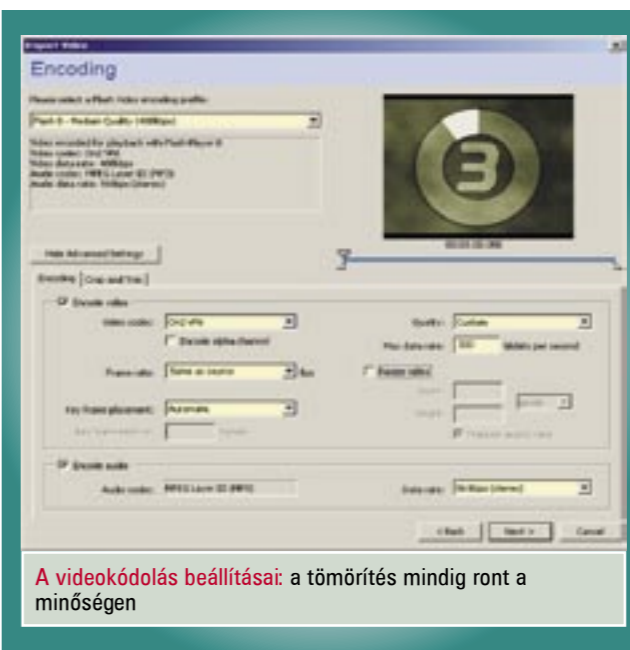 Import Video
Encoding
Please select a Flash Video encoding profile:
Flash 8 - Medium Quality (400kbps)
Video encoded for playback with Flash Player 8
Video codec: On2 VP6
Video data rate: 400kbps
Audio codec: MPEG Layer III (MP3)
Audio data rate: 96kbps (stereo)
3
Hide Advanced Settings
Encoding Crop and Trim
Encode video
Video codec: On2 VP6 Quality: Custom
Encode alpha channel Max data rate: kilobits per second
Frame rate: Same as source fps Resize video
Key frame placement: Automatic
Encode audio
Audio codec: MPEG Layer III (MP3) Data rate: 96 kbps (stereo)
< Back Next > Cancel
A videokódolás beállításai: a tömörítés mindig ront a
minőségen